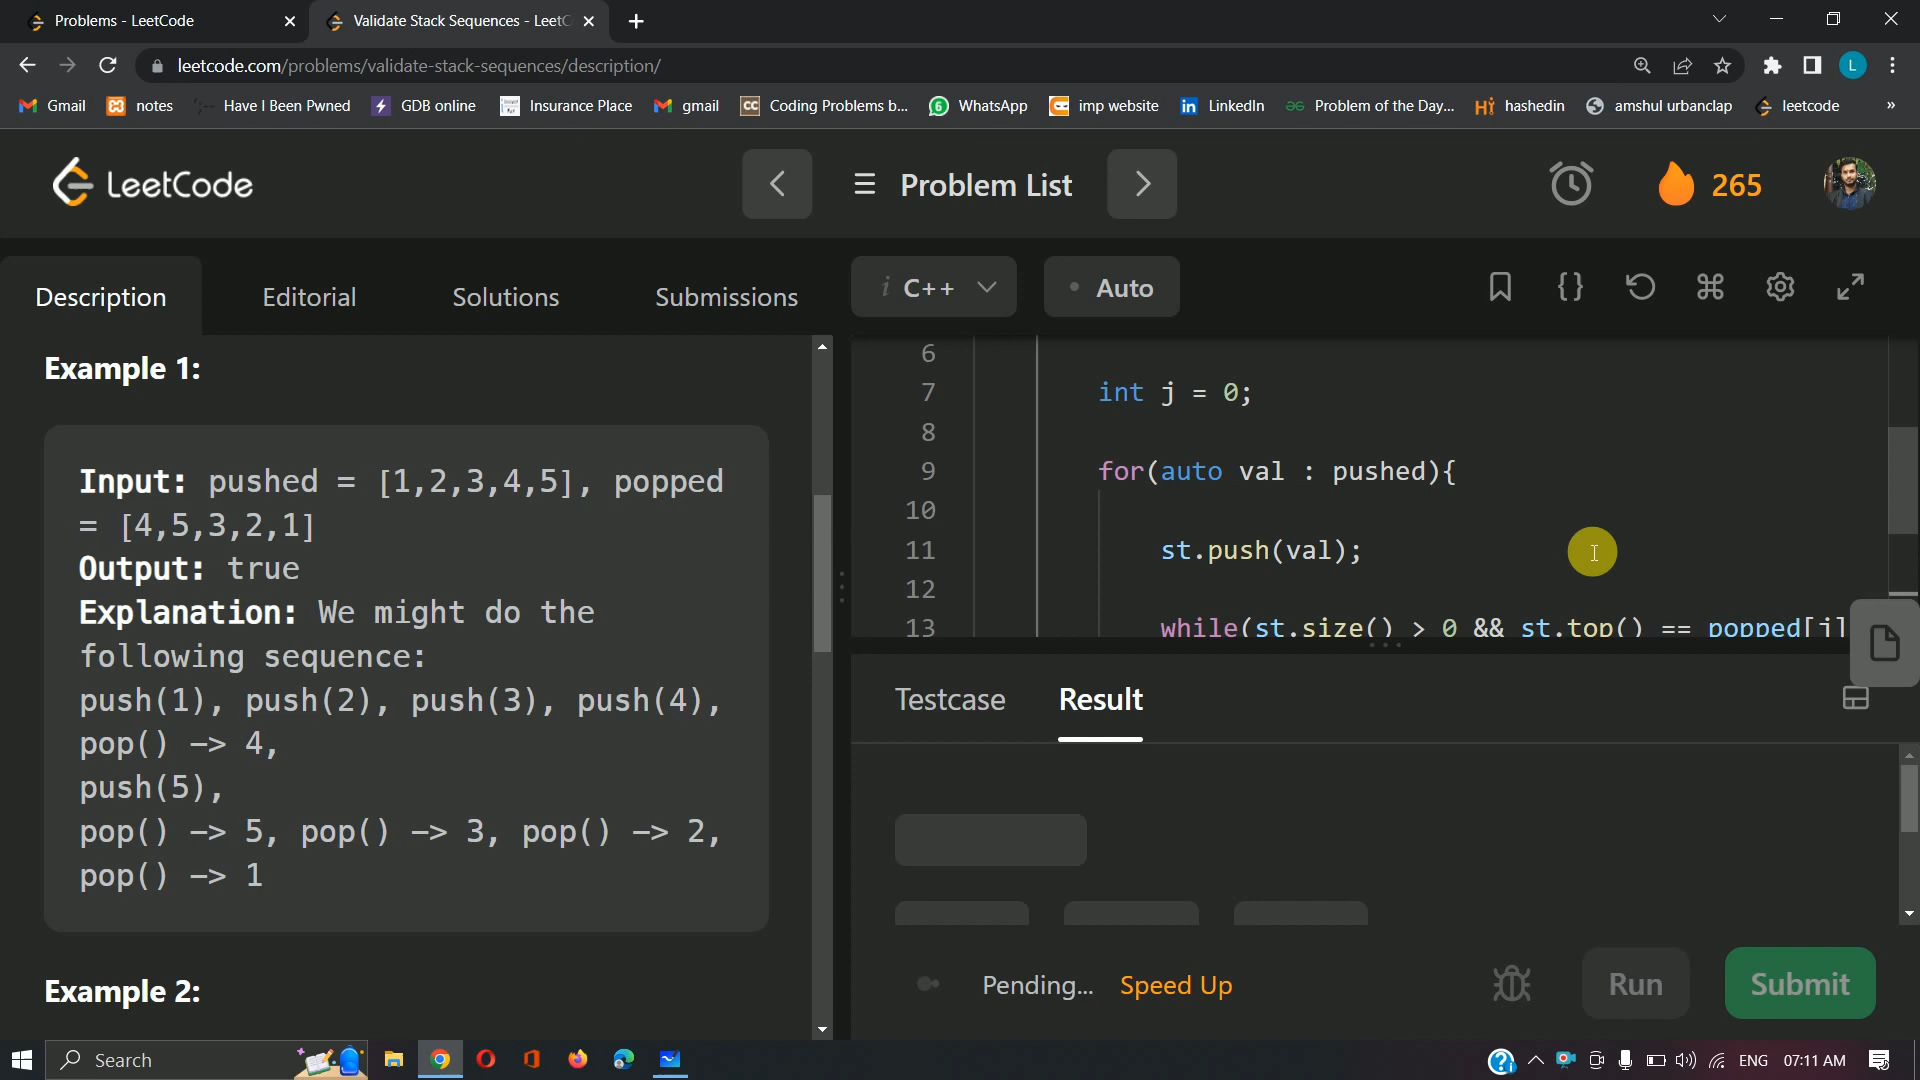 Problems - LeetCode
Validate Stack Sequences - LeetC
leetcode.com/problems/validate-stack-sequences/description/
L
Gmail
notes
Have I Been Pwned
GDB online
Insurance Place
gmail
CC
Coding Problems b...
6
WhatsApp
imp website
LinkedIn
Problem of the Day...
hashedin
amshul urbanclap
leetcode
»
LeetCode
Problem List
265
Description
Editorial
Solutions
Submissions
i C++
Auto
Example 1:
Input: pushed = [1,2,3,4,5], popped
= [4,5,3,2,1]
Output: true
Explanation: We might do the
following sequence:
push(1), push(2), push(3), push(4),
pop() -> 4,
push(5),
pop() -> 5, pop() -> 3, pop() -> 2,
pop() -> 1
Example 2:
6
7 int j = 0;
8
9 for(auto val : pushed){
10
11 st.push(val);
12
13 while(st.size() > 0 && st.top() == popped[j]
Testcase
Result
Pending... Speed Up
Run
Submit
Search
ENG
07:11 AM